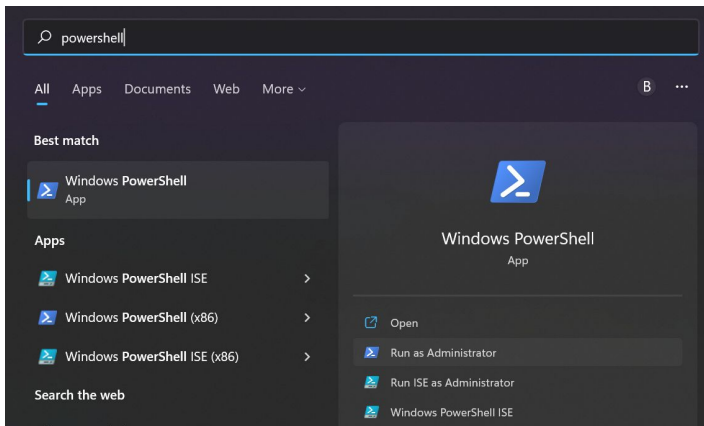 powershell
All Apps Documents Web More
B ...
Best match
Windows PowerShell
App
Apps
Windows PowerShell ISE
Windows PowerShell (x86)
Windows PowerShell ISE (x86)
Search the web
Windows PowerShell
App
Open
Run as Administrator
Run ISE as Administrator
Windows PowerShell ISE